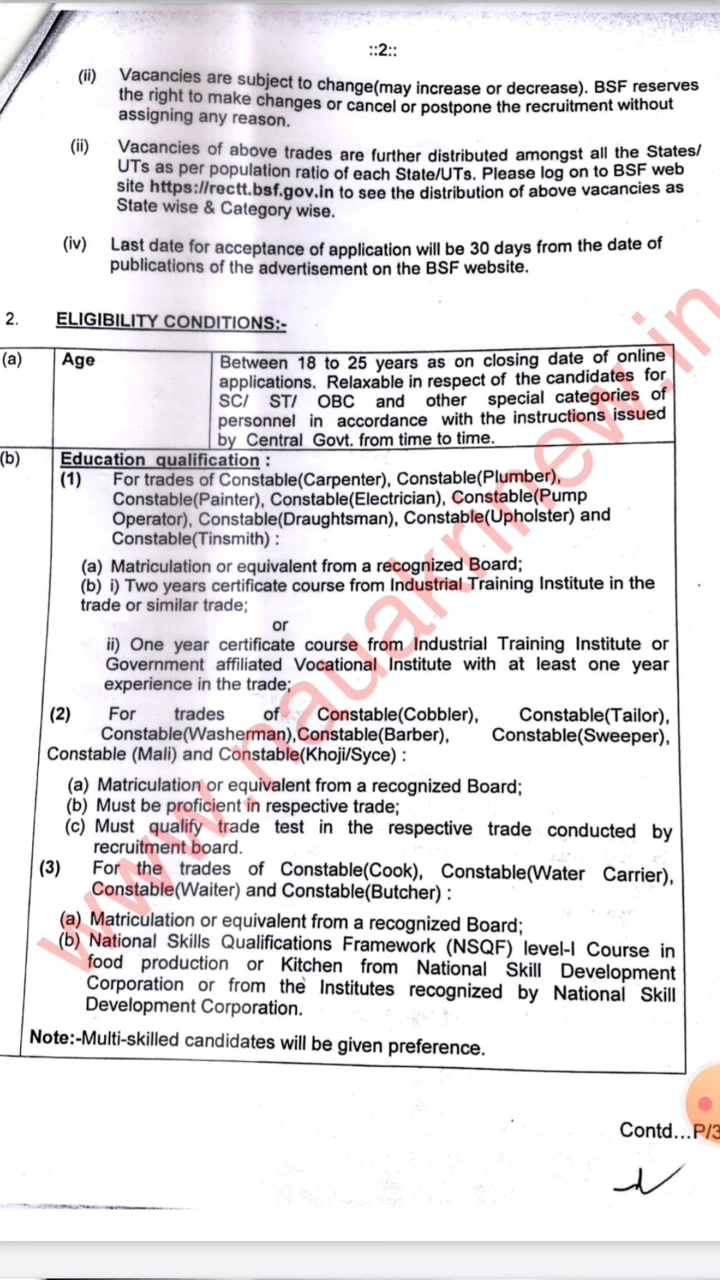 ::2::
(ii) Vacancies are subject to change(may increase or decrease). BSF reserves
the right to make changes or cancel or postpone the recruitment without
assigning any reason.
(ii) Vacancies of above trades are further distributed amongst all the States/
UTs as per population ratio of each State/UTs. Please log on to BSF web
site https://rectt.bsf.gov.in to see the distribution of above vacancies as
State wise & Category wise.
(iv) Last date for acceptance of application will be 30 days from the date of
publications of the advertisement on the BSF website.
2. ELIGIBILITY CONDITIONS:-
(a) Age Between 18 to 25 years as on closing date of online
applications. Relaxable in respect of the candidates for
SC/ ST/ OBC and other special categories of
personnel in accordance with the instructions issued
by Central Govt. from time to time.
(b) Education qualification :
(1) For trades of Constable(Carpenter), Constable(Plumber),
Constable(Painter), Constable(Electrician), Constable(Pump
Operator), Constable(Draughtsman), Constable(Upholster) and
Constable(Tinsmith) :
(a) Matriculation or equivalent from a recognized Board;
(b) i) Two years certificate course from Industrial Training Institute in the
trade or similar trade;
or
ii) One year certificate course from Industrial Training Institute or
Government affiliated Vocational Institute with at least one year
experience in the trade;
(2) For trades of Constable(Cobbler), Constable(Tailor),
Constable(Washerman),Constable(Barber), Constable(Sweeper),
Constable (Mali) and Constable(Khoji/Syce) :
(a) Matriculation or equivalent from a recognized Board;
(b) Must be proficient in respective trade;
(c) Must qualify trade test in the respective trade conducted by
recruitment board.
(3) For the trades of Constable(Cook), Constable(Water Carrier),
Constable(Waiter) and Constable(Butcher) :
(a) Matriculation or equivalent from a recognized Board;
(b) National Skills Qualifications Framework (NSQF) level-I Course in
food production or Kitchen from National Skill Development
Corporation or from the Institutes recognized by National Skill
Development Corporation.
Note:-Multi-skilled candidates will be given preference.
Contd...P/3